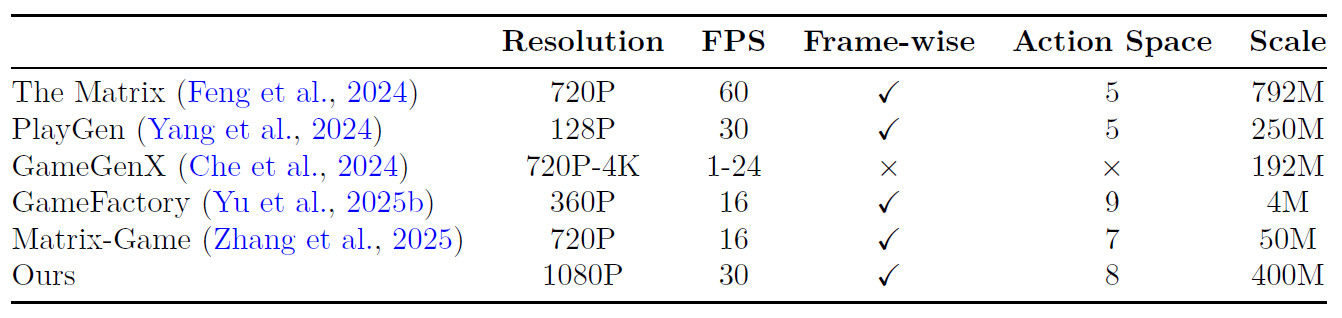 Resolution FPS Frame-wise Action Space Scale
The Matrix (Feng et al., 2024) 720P 60 ✓ 5 792M
PlayGen (Yang et al., 2024) 128P 30 ✓ 5 250M
GameGenX (Che et al., 2024) 720P-4K 1-24 × × 192M
GameFactory (Yu et al., 2025b) 360P 16 ✓ 9 4M
Matrix-Game (Zhang et al., 2025) 720P 16 ✓ 7 50M
Ours 1080P 30 ✓ 8 400M